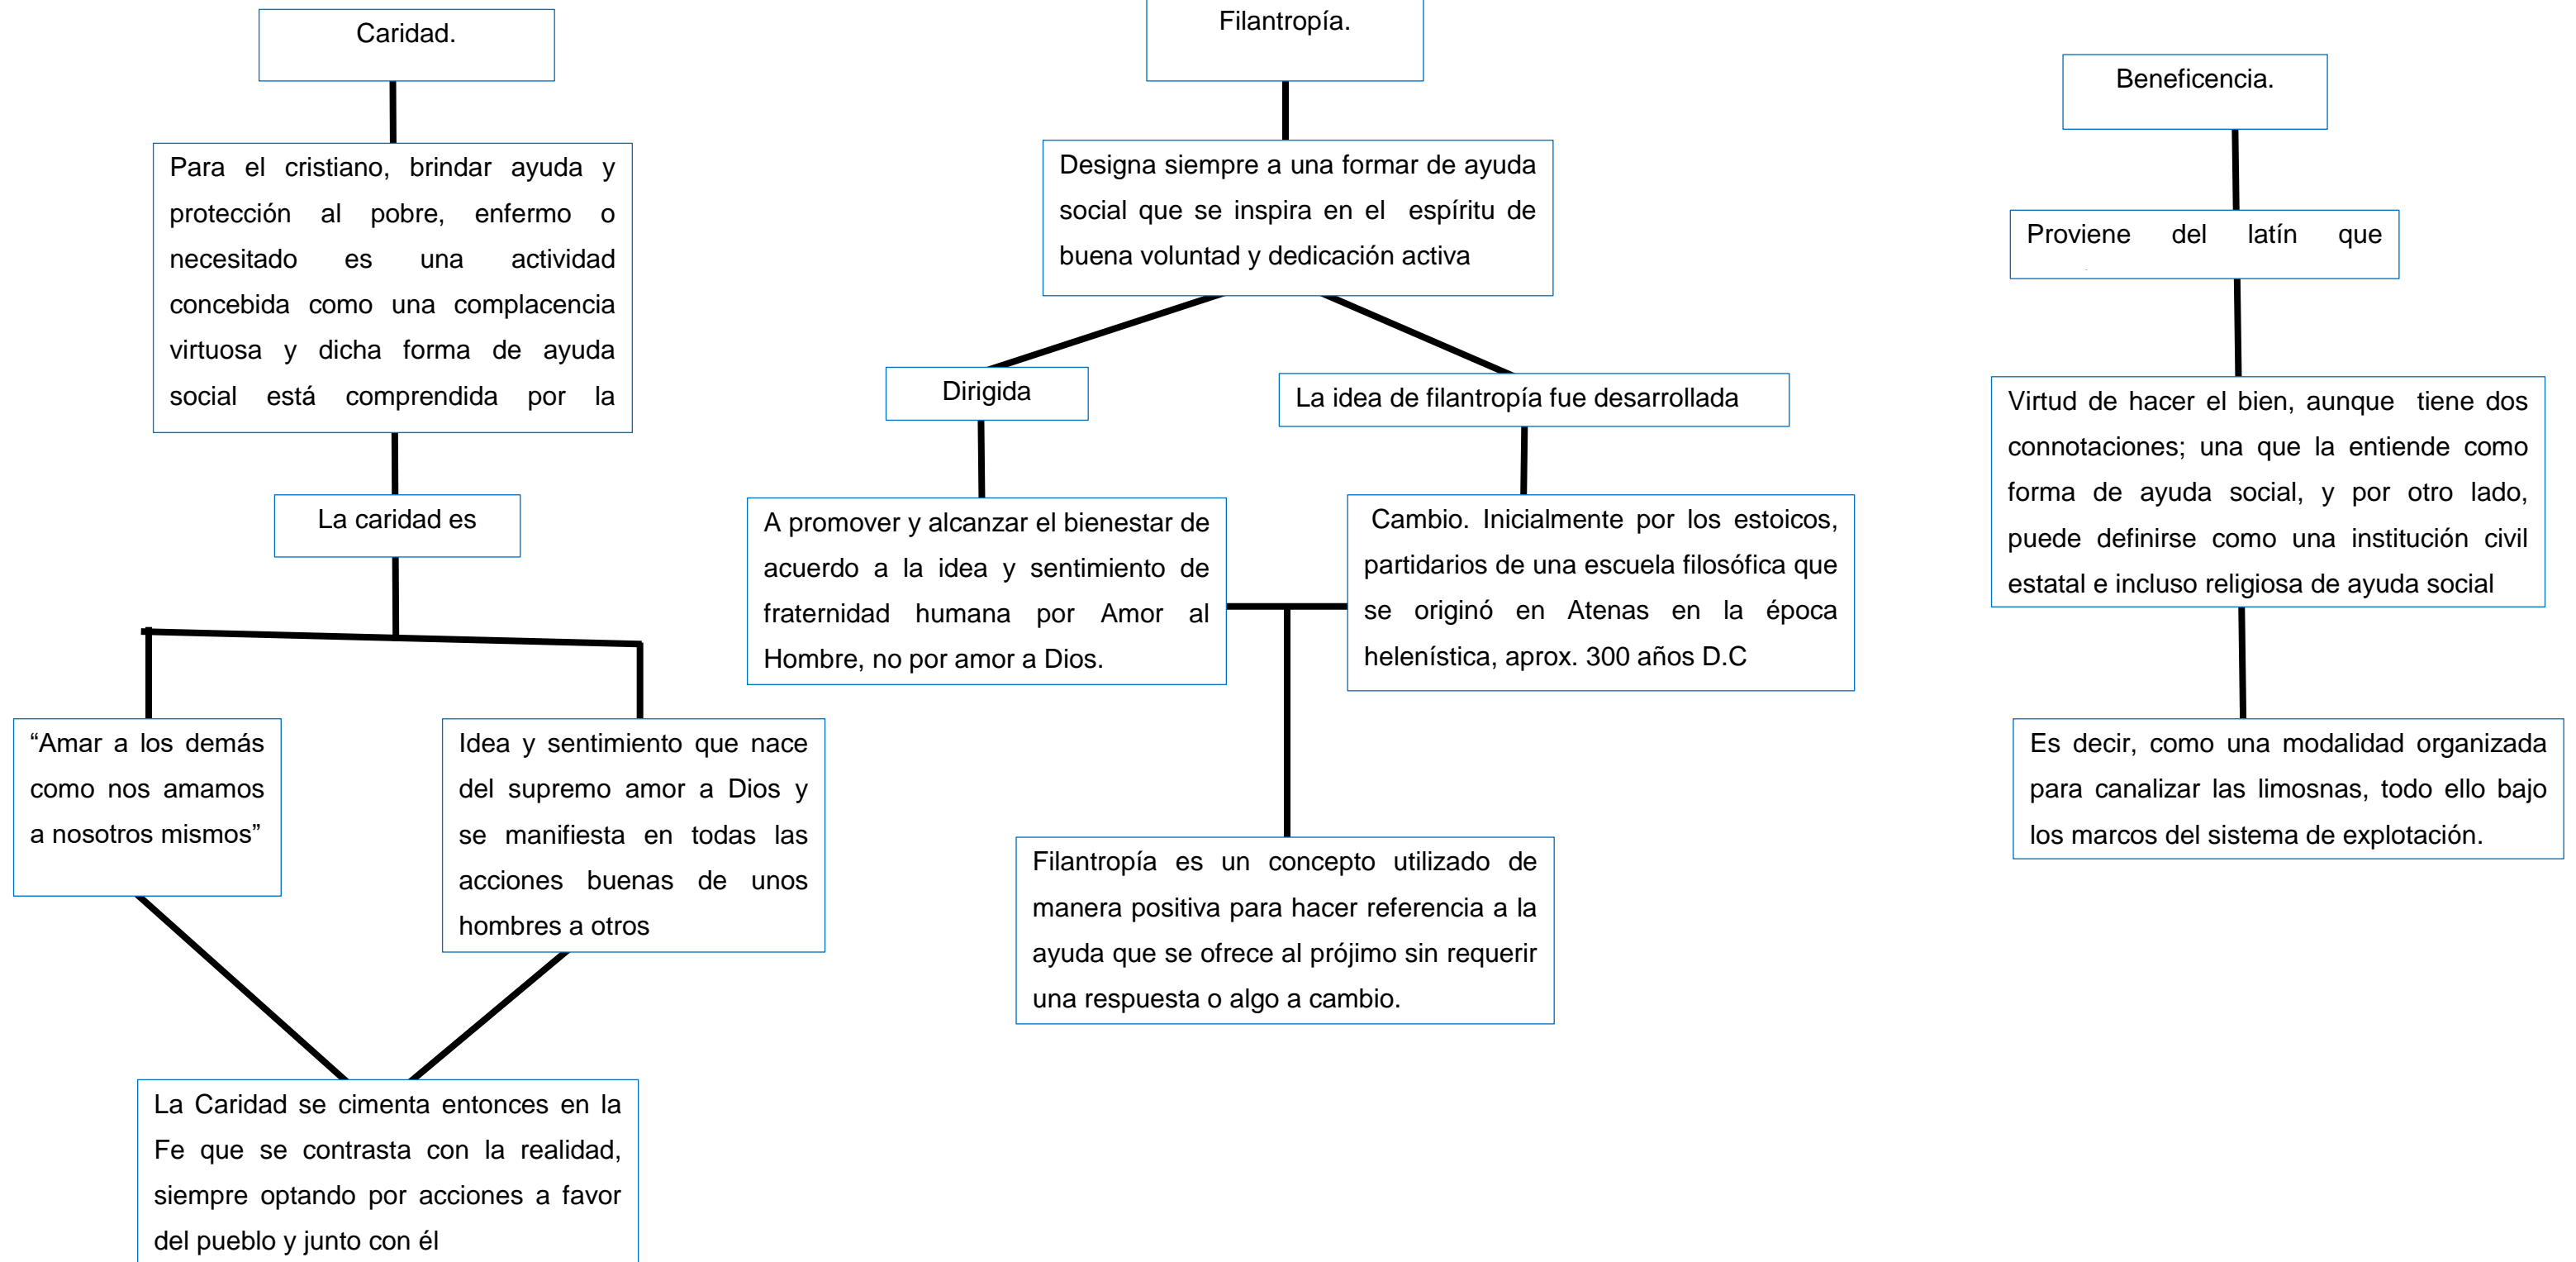 Caridad.
Para el cristiano, brindar ayuda y
protección al pobre, enfermo o
necesitado es una actividad
concebida como una complacencia
virtuosa y dicha forma de ayuda
social está comprendida por la
La caridad es
“Amar a los demás
como nos amamos
a nosotros mismos”
Idea y sentimiento que nace
del supremo amor a Dios y
se manifiesta en todas las
acciones buenas de unos
hombres a otros
La Caridad se cimenta entonces en la
Fe que se contrasta con la realidad,
siempre optando por acciones a favor
del pueblo y junto con él
Filantropía.
Designa siempre a una formar de ayuda
social que se inspira en el espíritu de
buena voluntad y dedicación activa
Dirigida
La idea de filantropía fue desarrollada
A promover y alcanzar el bienestar de
acuerdo a la idea y sentimiento de
fraternidad humana por Amor al
Hombre, no por amor a Dios.
Cambio. Inicialmente por los estoicos,
partidarios de una escuela filosófica que
se originó en Atenas en la época
helenística, aprox. 300 años D.C
Filantropía es un concepto utilizado de
manera positiva para hacer referencia a la
ayuda que se ofrece al prójimo sin requerir
una respuesta o algo a cambio.
Beneficencia.
Proviene del latín que
Virtud de hacer el bien, aunque tiene dos
connotaciones; una que la entiende como
forma de ayuda social, y por otro lado,
puede definirse como una institución civil
estatal e incluso religiosa de ayuda social
Es decir, como una modalidad organizada
para canalizar las limosnas, todo ello bajo
los marcos del sistema de explotación.